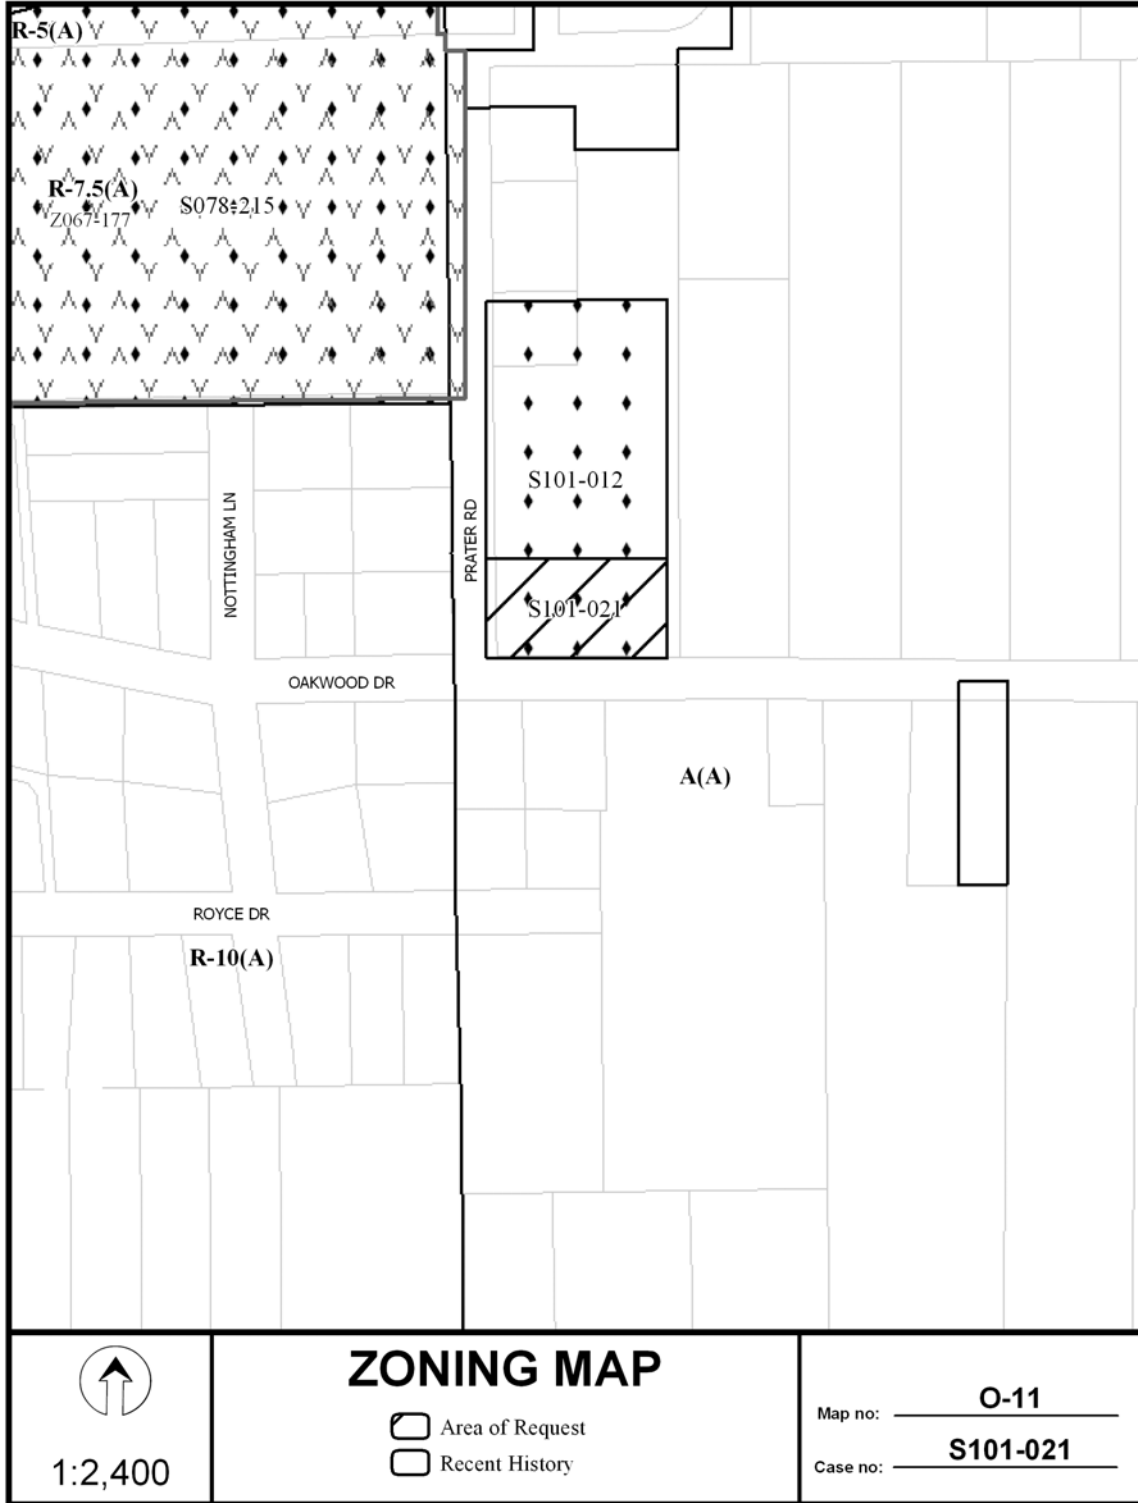 R-5(A)
R-7.5(A)
Z067-177
S078-215
S101-012
NOTTINGHAM LN
PRATER RD
S101-021
OAKWOOD DR
A(A)
ROYCE DR
R-10(A)
1:2,400
ZONING MAP
Area of Request
Recent History
Map no: O-11
Case no: S101-021